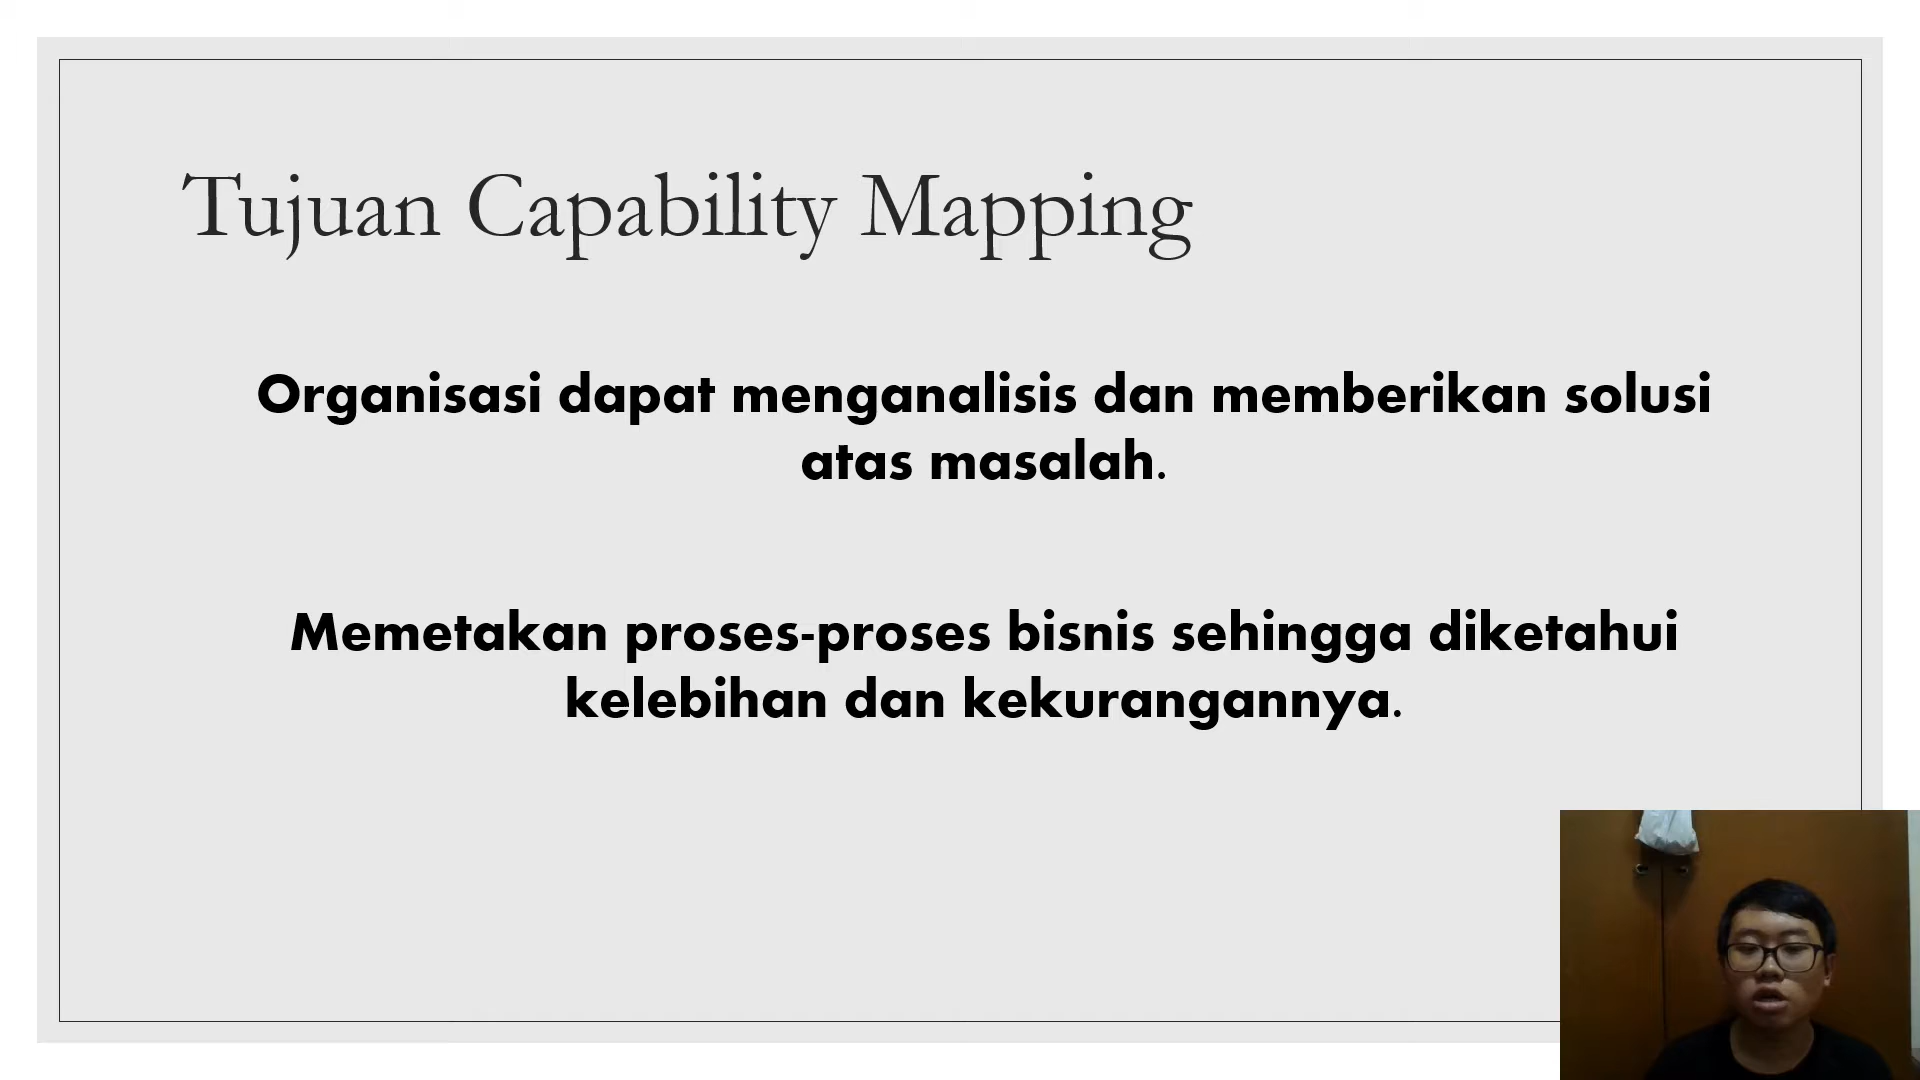 Tujuan Capability Mapping
Organisasi dapat menganalisis dan memberikan solusi
atas masalah.
Memetakan proses-proses bisnis sehingga diketahui
kelebihan dan kekurangannya.